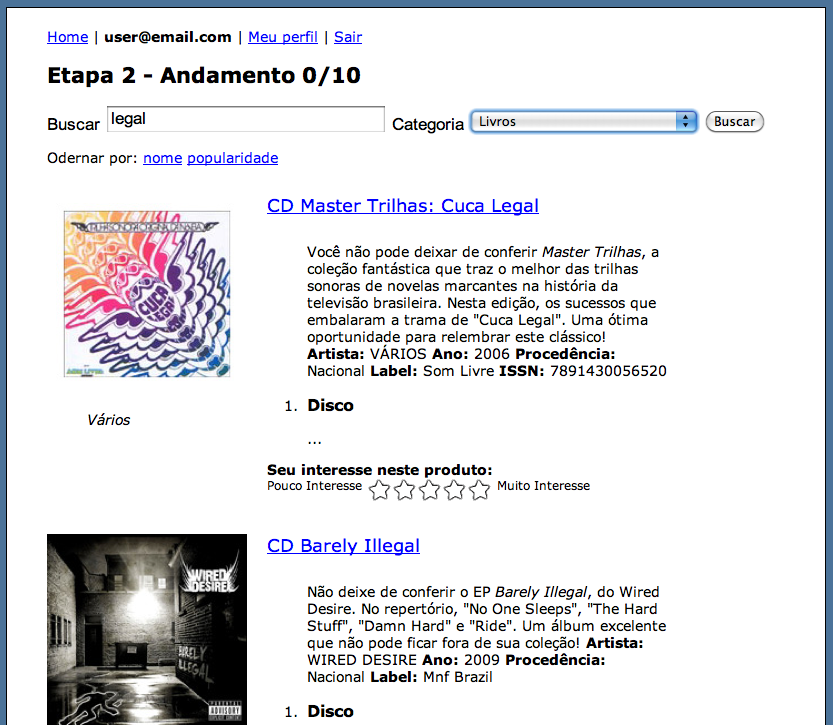 Home | user@email.com | Meu perfil | Sair
Etapa 2 - Andamento 0/10
Buscar legal Categoria Livros Buscar
Odernar por: nome popularidade
CD Master Trilhas: Cuca Legal
Você não pode deixar de conferir Master Trilhas, a
coleção fantástica que traz o melhor das trilhas
sonoras de novelas marcantes na história da
televisão brasileira. Nesta edição, os sucessos que
embalaram a trama de "Cuca Legal". Uma ótima
oportunidade para relembrar este clássico!
Artista: VÁRIOS Ano: 2006 Procedência:
Nacional Label: Som Livre ISSN: 7891430056520
CUCA
LEGAL
Vários
1. Disco
...
Seu interesse neste produto:
Pouco Interesse Muito Interesse
CD Barely Illegal
Não deixe de conferir o EP Barely Illegal, do Wired
Desire. No repertório, "No One Sleeps", "The Hard
Stuff", "Damn Hard" e "Ride". Um álbum excelente
que não pode ficar fora de sua coleção! Artista:
WIRED DESIRE Ano: 2009 Procedência:
Nacional Label: Mnf Brazil
WIRED
DESIRE
BARELY
ILLEGAL
PARENTAL
ADVISORY
EXPLICIT CONTENT
1. Disco